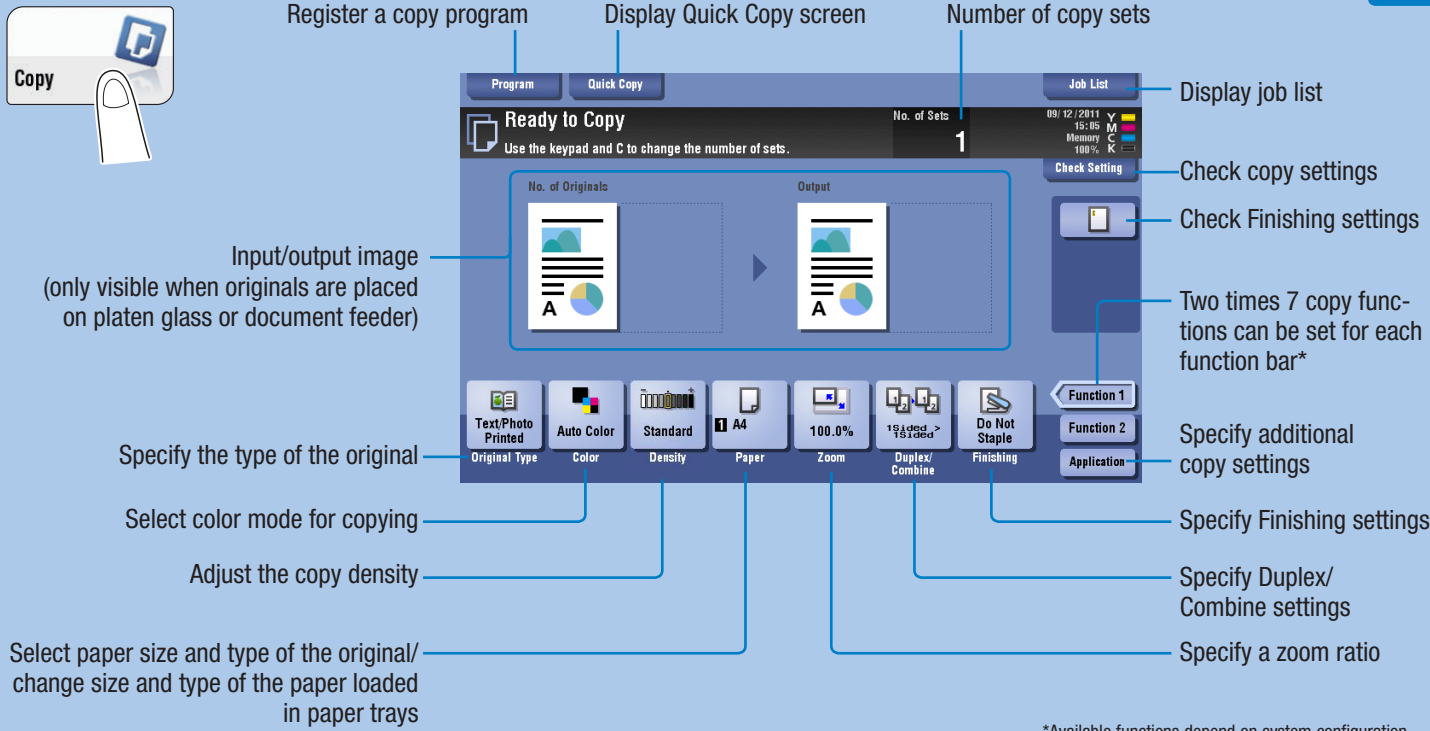 Register a copy program
Display Quick Copy screen
Number of copy sets
Copy
Program
Quick Copy
Job List
Display job list
Ready to Copy
Use the keypad and C to change the number of sets.
No. of Sets
1
09/12/2011
15:05
Memory
100%
Y
M
C
K
Check Setting
Check copy settings
Check Finishing settings
No. of Originals
Output
A
A
Input/output image
(only visible when originals are placed
on platen glass or document feeder)
Two times 7 copy func-
tions can be set for each
function bar*
Function 1
Function 2
Application
Text/Photo
Printed
Auto Color
Standard
1 A4
100.0%
1Sided >
1Sided
Do Not
Staple
Original Type
Color
Density
Paper
Zoom
Duplex/
Combine
Finishing
Specify the type of the original
Specify additional
copy settings
Select color mode for copying
Specify Finishing settings
Adjust the copy density
Specify Duplex/
Combine settings
Select paper size and type of the original/
change size and type of the paper loaded
in paper trays
Specify a zoom ratio
*Available functions depend on system configuration